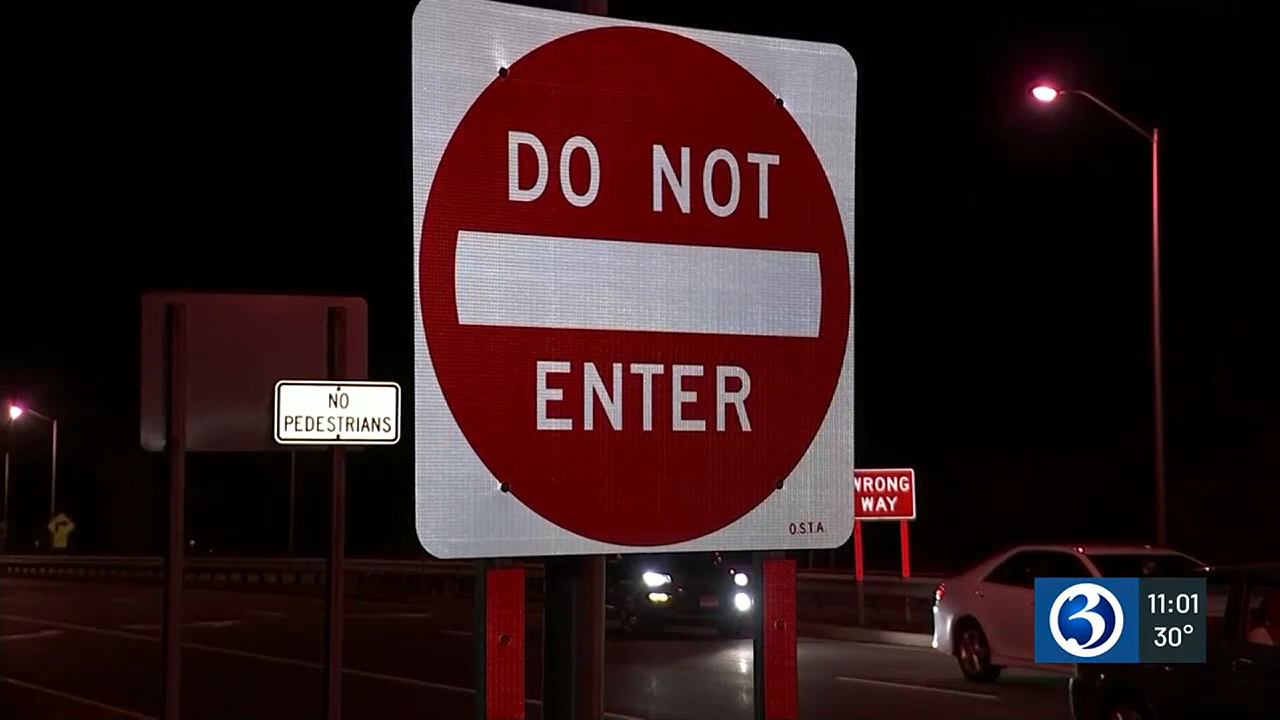 DO NOT
ENTER
O.S.T.A.
NO
PEDESTRIANS
WRONG
WAY
3
11:01
30°